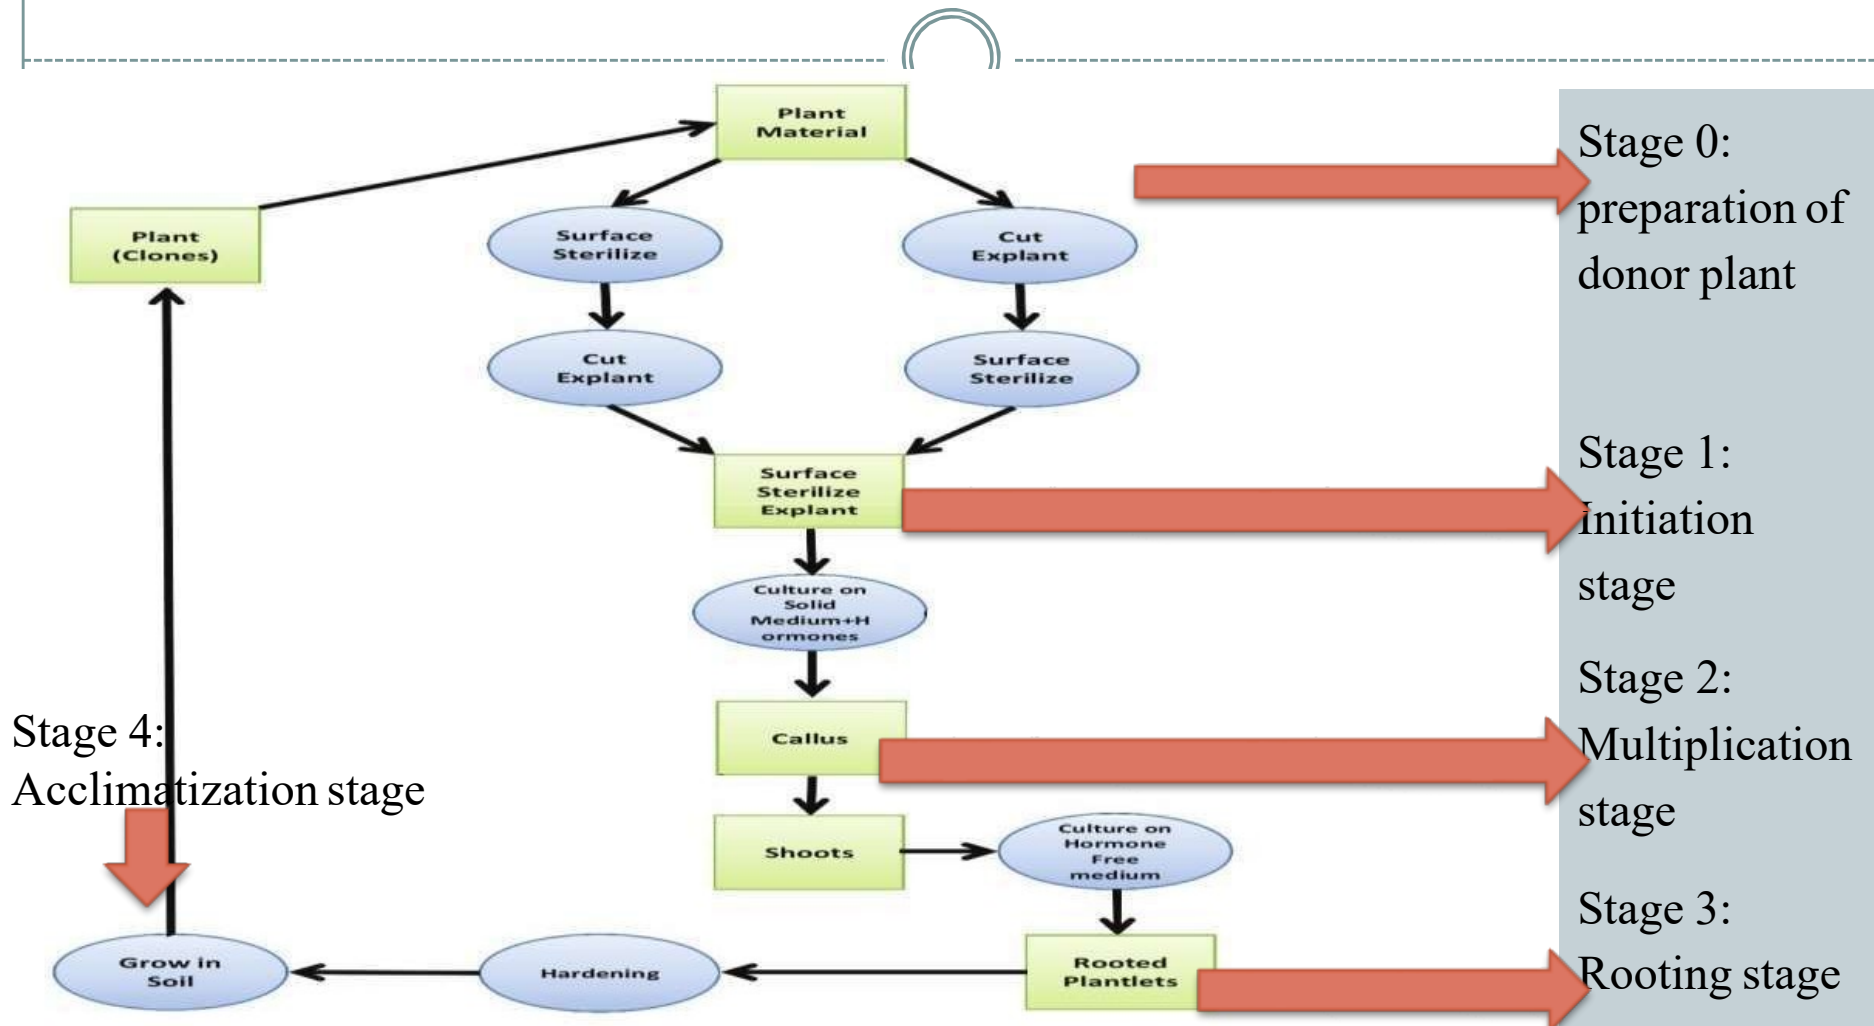 Plant
Material
Stage 0:
preparation of
donor plant
Plant
(Clones)
Surface
Sterilize
Cut
Explant
Cut
Explant
Surface
Sterilize
Surface
Sterilize
Explant
Stage 1:
Initiation
stage
Culture on
Solid
Medium+H
ormones
Stage 2:
Multiplication
stage
Callus
Stage 4:
Acclimatization stage
Shoots
Culture on
Hormone
Free
medium
Stage 3:
Rooting stage
Rooted
Plantlets
Hardening
Grow in
Soil